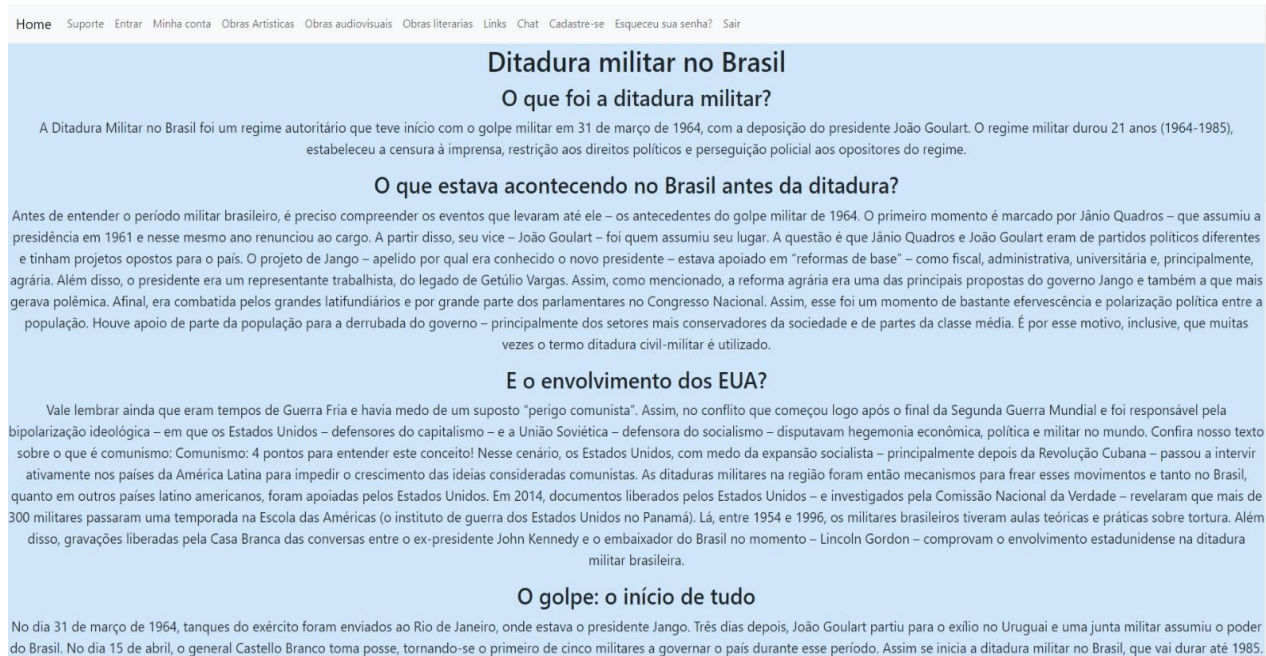 Home Suporte Entrar Minha conta Obras Artisticas Obras audiovisuais Obras literarias Links Chat Cadastre-se Esqueceu sua senha? Sair
Ditadura militar no Brasil
O que foi a ditadura militar?
A Ditadura Militar no Brasil foi um regime autoritário que teve início com o golpe militar em 31 de março de 1964, com a deposição do presidente João Goulart. O regime militar durou 21 anos (1964-1985),
estabeleceu a censura à imprensa, restrição aos direitos políticos e perseguição policial aos opositores do regime.
O que estava acontecendo no Brasil antes da ditadura?
Antes de entender o período militar brasileiro, é preciso compreender os eventos que levaram até ele – os antecedentes do golpe militar de 1964. O primeiro momento é marcado por Jânio Quadros – que assumiu a
presidência em 1961 e nesse mesmo ano renunciou ao cargo. A partir disso, seu vice – João Goulart – foi quem assumiu seu lugar. A questão é que Jânio Quadros e João Goulart eram de partidos políticos diferentes
e tinham projetos opostos para o país. O projeto de Jango – apelido por qual era conhecido o novo presidente – estava apoiado em “reformas de base” – como fiscal, administrativa, universitária e, principalmente,
agrária. Além disso, o presidente era um representante trabalhista, do legado de Getúlio Vargas. Assim, como mencionado, a reforma agrária era uma das principais propostas do governo Jango e também a que mais
gerava polêmica. Afinal, era combatida pelos grandes latifundiários e por grande parte dos parlamentares no Congresso Nacional. Assim, esse foi um momento de bastante efervescência e polarização política entre a
população. Houve apoio de parte da população para a derrubada do governo – principalmente dos setores mais conservadores da sociedade e de partes da classe média. É por esse motivo, inclusive, que muitas
vezes o termo ditadura civil-militar é utilizado.
E o envolvimento dos EUA?
Vale lembrar ainda que eram tempos de Guerra Fria e havia medo de um suposto “perigo comunista”. Assim, no conflito que começou logo após o final da Segunda Guerra Mundial e foi responsável pela
bipolarização ideológica – em que os Estados Unidos – defensores do capitalismo – e a União Soviética – defensora do socialismo – disputavam hegemonia econômica, política e militar no mundo. Confira nosso texto
sobre o que é comunismo: Comunismo: 4 pontos para entender este conceito! Nesse cenário, os Estados Unidos, com medo da expansão socialista – principalmente depois da Revolução Cubana – passou a intervir
ativamente nos países da América Latina para impedir o crescimento das ideias consideradas comunistas. As ditaduras militares na região foram então mecanismos para frear esses movimentos e tanto no Brasil,
quanto em outros países latino americanos, foram apoiadas pelos Estados Unidos. Em 2014, documentos liberados pelos Estados Unidos – e investigados pela Comissão Nacional da Verdade – revelaram que mais de
300 militares passaram uma temporada na Escola das Américas (o instituto de guerra dos Estados Unidos no Panamá). Lá, entre 1954 e 1996, os militares brasileiros tiveram aulas teóricas e práticas sobre tortura. Além
disso, gravações liberadas pela Casa Branca das conversas entre o ex-presidente John Kennedy e o embaixador do Brasil no momento – Lincoln Gordon – comprovam o envolvimento estadunidense na ditadura
militar brasileira.
O golpe: o início de tudo
No dia 31 de março de 1964, tanques do exército foram enviados ao Rio de Janeiro, onde estava o presidente Jango. Três dias depois, João Goulart partiu para o exílio no Uruguai e uma junta militar assumiu o poder
do Brasil. No dia 15 de abril, o general Castello Branco toma posse, tornando-se o primeiro de cinco militares a governar o país durante esse período. Assim se inicia a ditadura militar no Brasil, que vai durar até 1985.